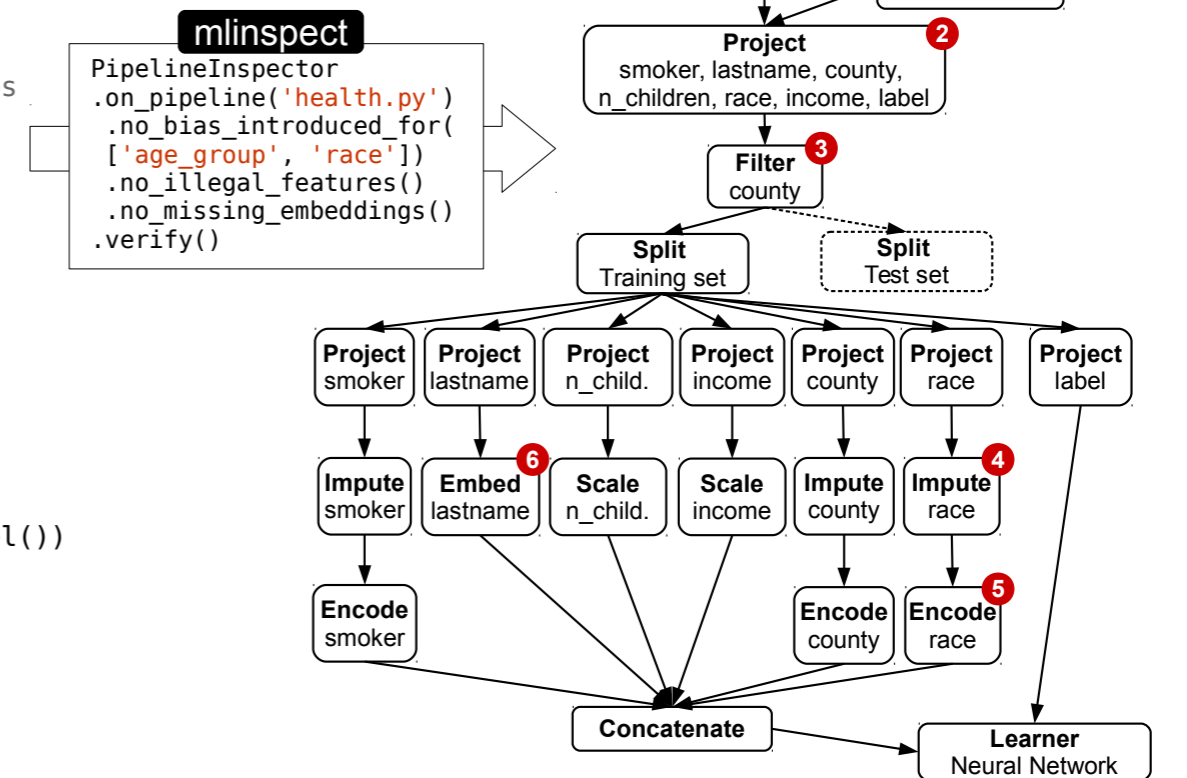 mlinspect
s
PipelineInspector
.on_pipeline('health.py')
.no_bias_introduced_for(
['age_group', 'race'])
.no_illegal_features()
.no_missing_embeddings()
.verify()
l())
2
Project
smoker, lastname, county,
n_children, race, income, label
3
Filter
county
Split
Training set
Split
Test set
Project
smoker
Project
lastname
Project
n_child.
Project
income
Project
county
Project
race
Project
label
Impute
smoker
6
Embed
lastname
Scale
n_child.
Scale
income
Impute
county
4
Impute
race
Encode
smoker
Encode
county
5
Encode
race
Concatenate
Learner
Neural Network